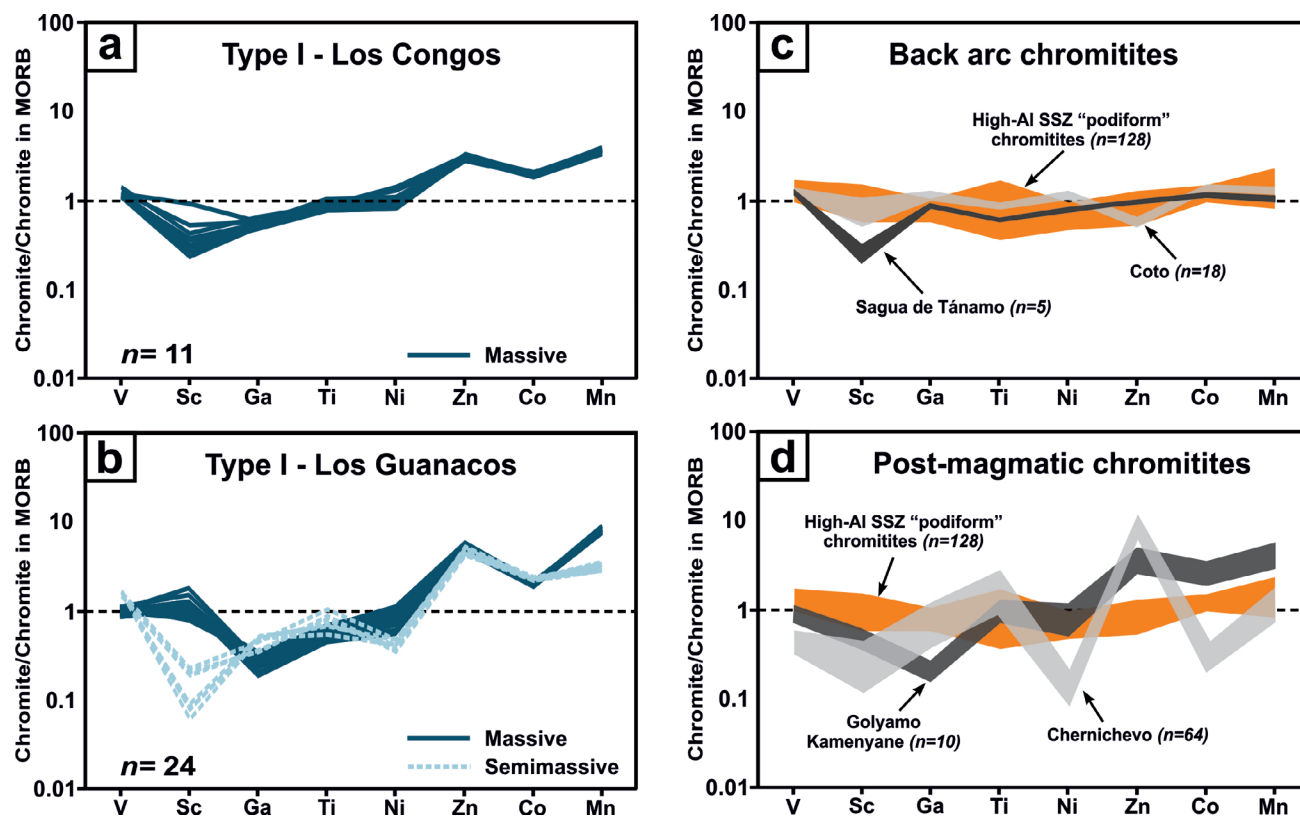 a
Type I - Los Congos
Chromite/Chromite in MORB
100
10
1
0.1
0.01
n= 11
Massive
V Sc Ga Ti Ni Zn Co Mn
c
Back arc chromitites
Chromite/Chromite in MORB
100
10
1
0.1
0.01
High-Al SSZ “podiform”
chromitites (n=128)
Coto (n=18)
Sagua de Tánamo (n=5)
V Sc Ga Ti Ni Zn Co Mn
b
Type I - Los Guanacos
Chromite/Chromite in MORB
100
10
1
0.1
0.01
n= 24
Massive
Semimassive
V Sc Ga Ti Ni Zn Co Mn
d
Post-magmatic chromitites
Chromite/Chromite in MORB
100
10
1
0.1
0.01
High-Al SSZ “podiform”
chromitites (n=128)
Golyamo
Kamenyane (n=10)
Chernichevo (n=64)
V Sc Ga Ti Ni Zn Co Mn